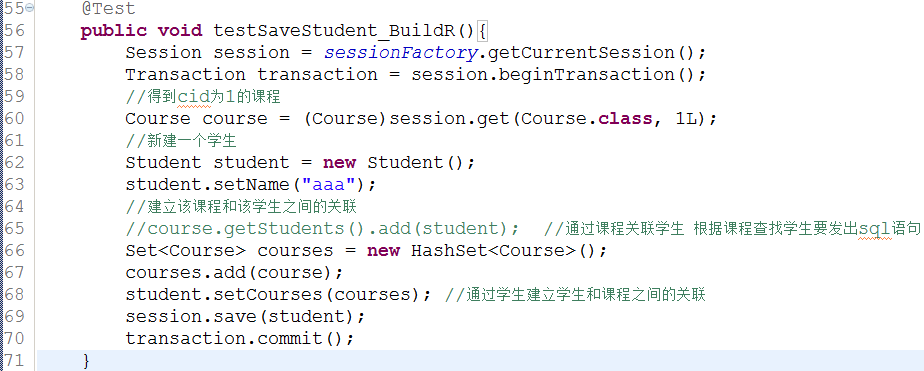 55 @Test
56 public void testSaveStudent_BuildR(){
57 Session session = sessionFactory.getCurrentSession();
58 Transaction transaction = session.beginTransaction();
59 //得到cid为1的课程
60 Course course = (Course)session.get(Course.class, 1L);
61 //新建一个学生
62 Student student = new Student();
63 student.setName("aaa");
64 //建立该课程和该学生之间的关联
65 //course.getStudents().add(student); //通过课程关联学生 根据课程查找学生要发出sql语句
66 Set<Course> courses = new HashSet<Course>();
67 courses.add(course);
68 student.setCourses(courses); //通过学生建立学生和课程之间的关联
69 session.save(student);
70 transaction.commit();
71 }